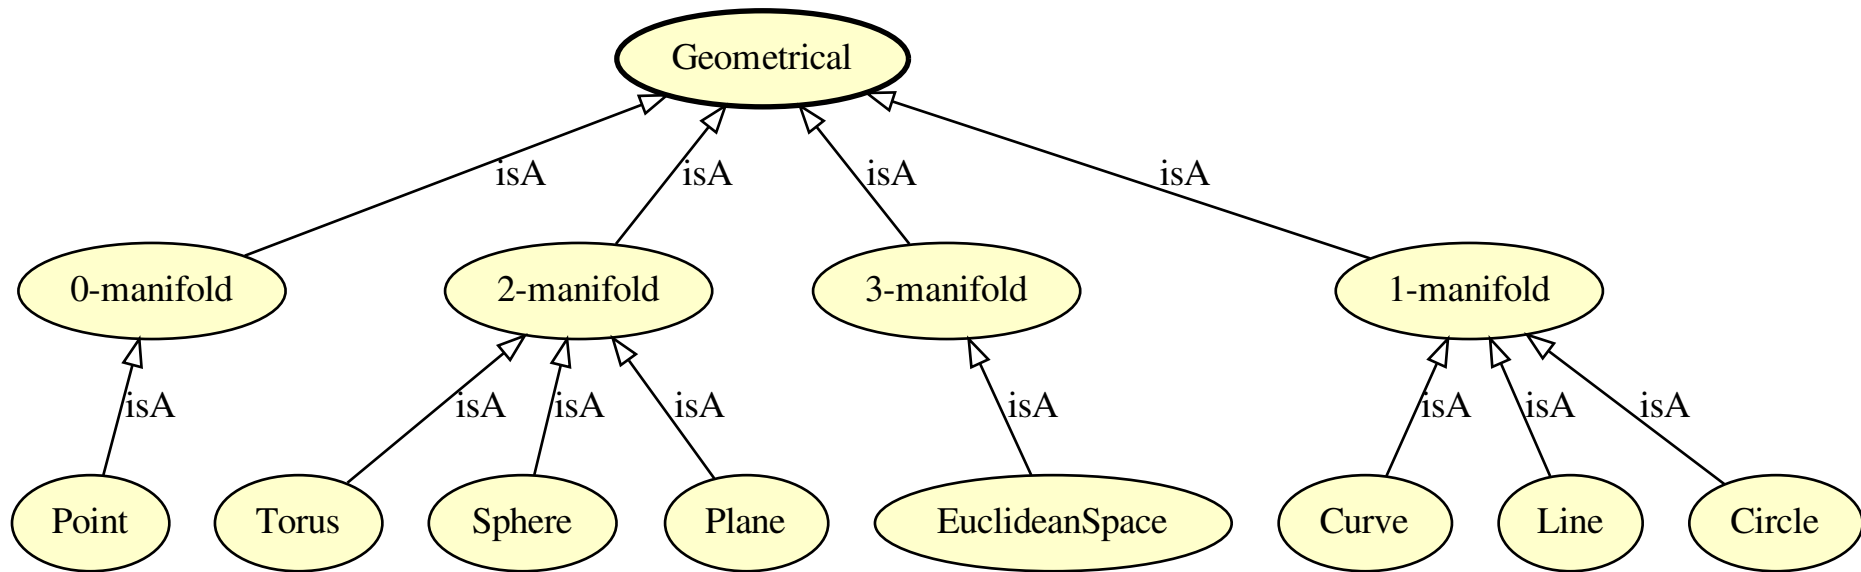 Geometrical
isA isA isA isA
0-manifold 2-manifold 3-manifold 1-manifold
isA isA isA isA isA isA isA isA
Point Torus Sphere Plane EuclideanSpace Curve Line Circle